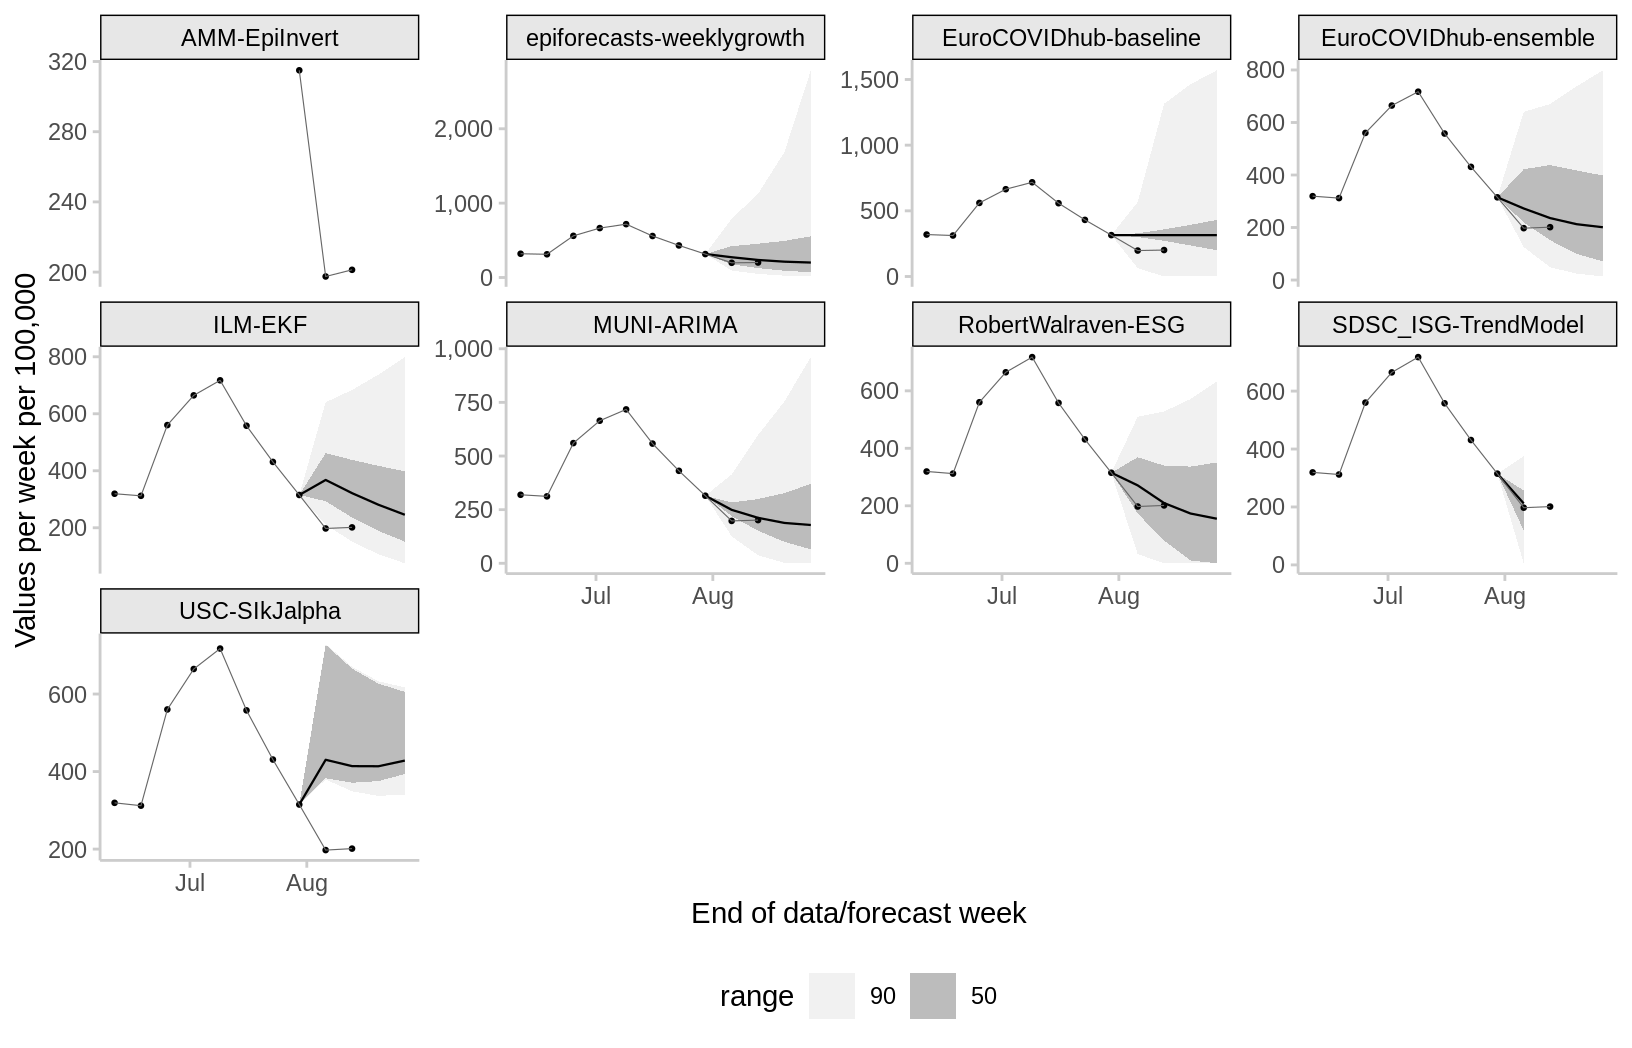 AMM-EpiInvert
epiforecasts-weeklygrowth
EuroCOVIDhub-baseline
EuroCOVIDhub-ensemble
320
280
240
200
2,000
1,000
0
1,500
1,000
500
0
800
600
400
200
0
ILM-EKF
MUNI-ARIMA
RobertWalraven-ESG
SDSC_ISG-TrendModel
800
600
400
200
1,000
750
500
250
0
Jul Aug
600
400
200
0
Jul Aug
600
400
200
0
Jul Aug
USC-SIkJalpha
600
400
200
Jul Aug
Values per week per 100,000
End of data/forecast week
range 90 50